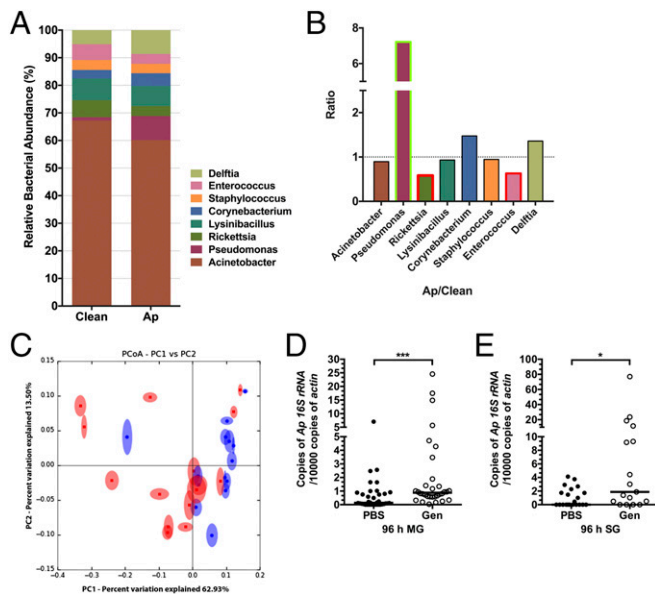 A
Relative Bacterial Abundance (%)
100
90
80
70
60
50
40
30
20
10
0
Clean
Ap
Delftia
Enterococcus
Staphylococcus
Corynebacterium
Lysinibacillus
Rickettsia
Pseudomonas
Acinetobacter
B
Ratio
8
6
4
2
1
0
Acinetobacter
Pseudomonas
Rickettsia
Lysinibacillus
Corynebacterium
Staphylococcus
Enterococcus
Delftia
Ap/Clean
C
PCoA - PC1 vs PC2
PC2 - Percent variation explained 13.50%
0.15
0.10
0.05
0.00
-0.05
-0.10
-0.15
-0.4
-0.3
-0.2
-0.1
0.0
0.1
0.2
PC1 - Percent variation explained 62.93%
D
Copies of Ap 16S rRNA
/10000 copies of actin
30
25
20
15
10
5
5
4
3
2
1
0
***
PBS
Gen
96 h MG
E
Copies of Ap 16S rRNA
/10000 copies of actin
100
80
60
40
20
6
4
2
0
*
PBS
Gen
96 h SG